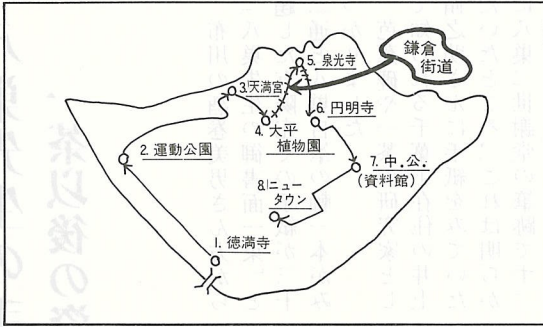 鎌倉
街道
5. 泉光寺
3.天満宮
4. 大平
植物園
6. 円明寺
2. 運動公園
7. 中.公.
(資料館)
8.ニュー
タウン
1. 徳満寺